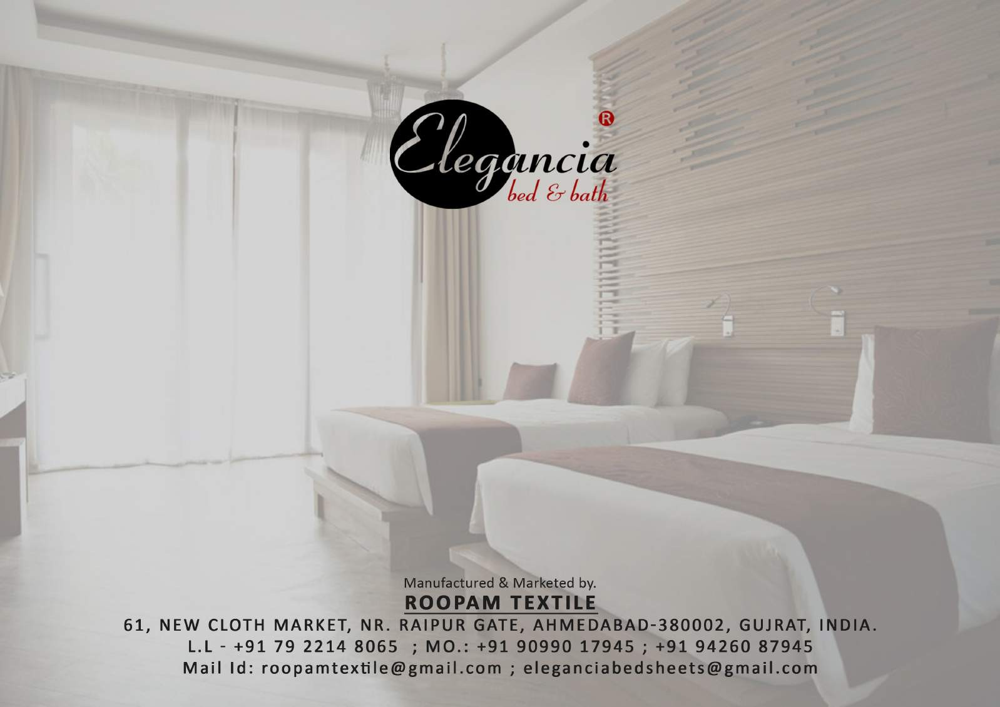 Elegancia ®
bed & bath
Manufactured & Marketed by.
ROOPAM TEXTILE
61, NEW CLOTH MARKET, NR. RAIPUR GATE, AHMEDABAD-380002, GUJRAT, INDIA.
L.L - +91 79 2214 8065 ; MO.: +91 90990 17945 ; +91 94260 87945
Mail Id: roopamtextile@gmail.com ; eleganciabedsheets@gmail.com